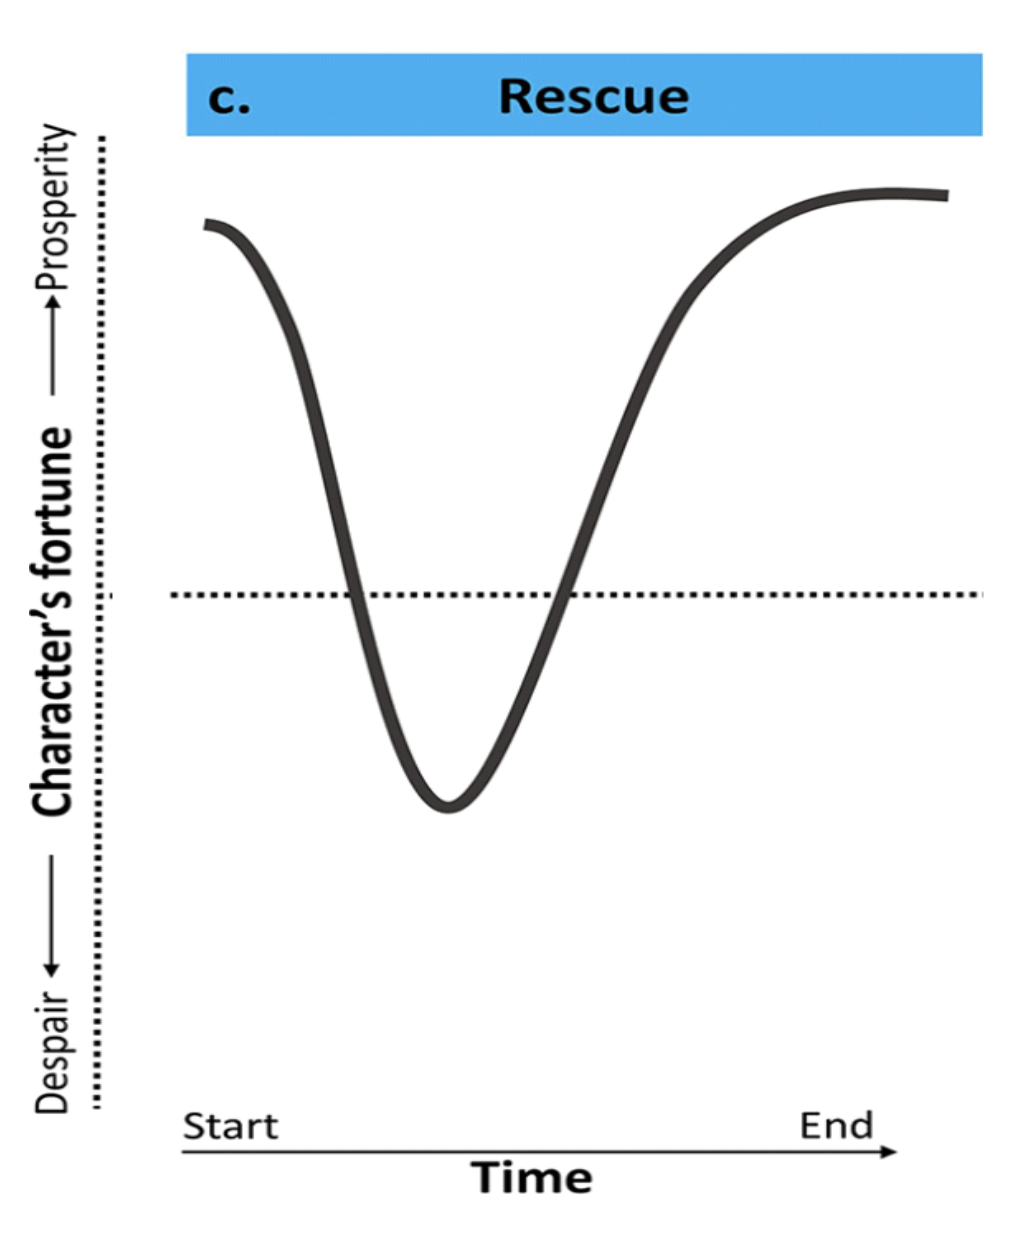 c. Rescue
Prosperity
Character's fortune
Despair
Start End
Time